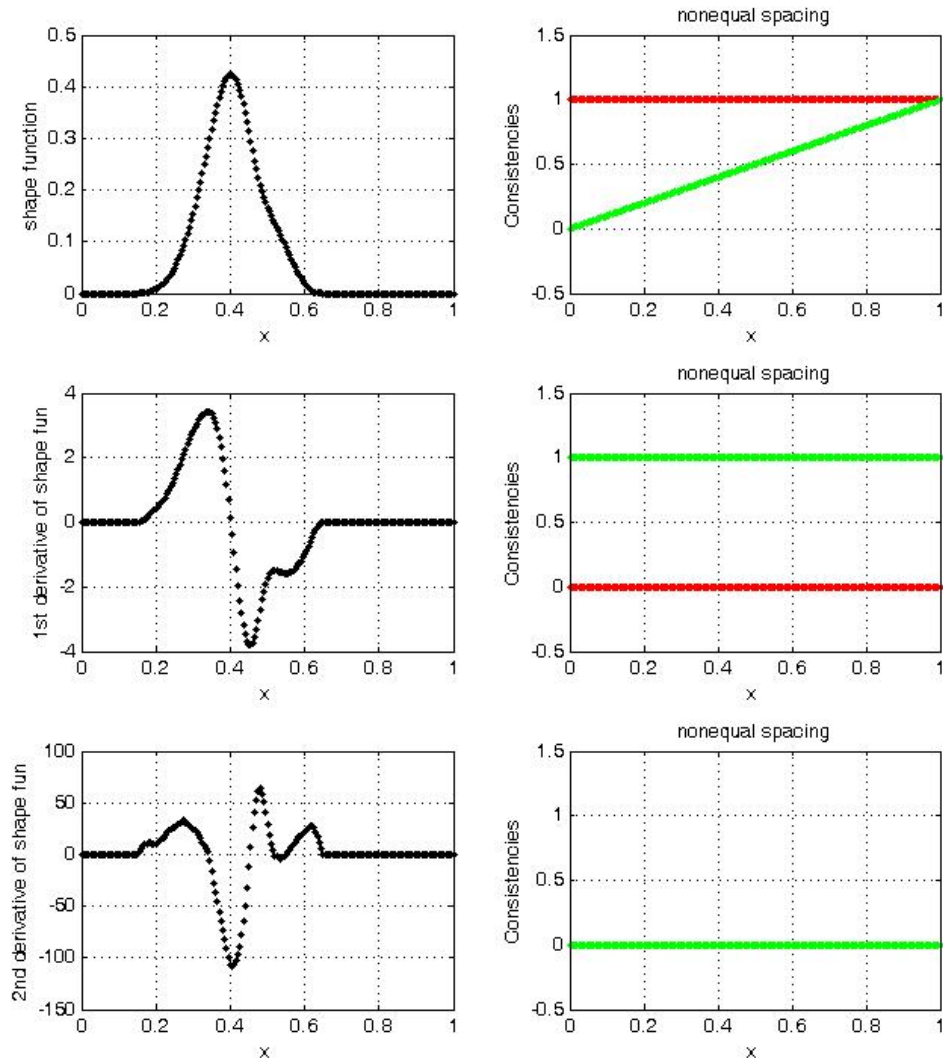 shape function
0.5
0.4
0.3
0.2
0.1
0
0 0.2 0.4 0.6 0.8 1
x
nonequal spacing
Consistencies
1.5
1
0.5
0
-0.5
0 0.2 0.4 0.6 0.8 1
x
1st derivative of shape fun
4
2
0
-2
-4
0 0.2 0.4 0.6 0.8 1
x
nonequal spacing
Consistencies
1.5
1
0.5
0
-0.5
0 0.2 0.4 0.6 0.8 1
x
2nd derivative of shape fun
100
50
0
-50
-100
-150
0 0.2 0.4 0.6 0.8 1
x
nonequal spacing
Consistencies
1.5
1
0.5
0
-0.5
0 0.2 0.4 0.6 0.8 1
x